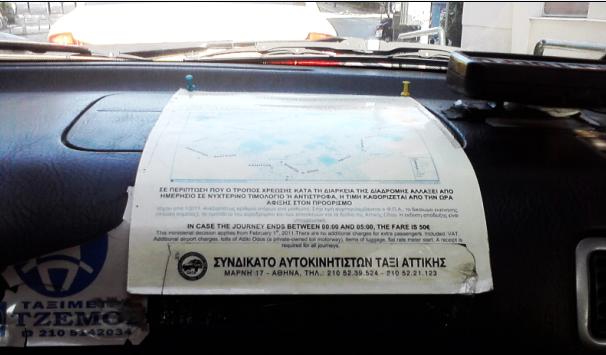 ΣΕ ΠΕΡΙΠΤΩΣΗ ΠΟΥ Ο ΤΡΟΠΟΣ ΧΡΕΩΣΗΣ ΚΑΤΑ ΤΗ ΔΙΑΡΚΕΙΑ ΤΗΣ ΔΙΑΔΡΟΜΗΣ ΑΛΛΑΞΕΙ ΑΠΟ
ΗΜΕΡΗΣΙΟ ΣΕ ΝΥΧΤΕΡΙΝΟ ΤΙΜΟΛΟΓΙΟ Ή ΑΝΤΙΣΤΡΟΦΑ, Η ΤΙΜΗ ΚΑΘΟΡΙΖΕΤΑΙ ΑΠΟ ΤΗΝ ΩΡΑ
ΑΦΙΞΗΣ ΣΤΟΝ ΠΡΟΟΡΙΣΜΟ
IN CASE THE JOURNEY ENDS BETWEEN 00:00 AND 05:00, THE FARE IS 50€
This ministerial decision applies from February 1st, 2011. There are no additional charges for extra passengers. Included: VAT,
Additional airport charges, tolls of Attiki Odos (a private-owned toll motorway), items of luggage, flat rate meter start. A receipt is
required for all journeys.
ΣΥΝΔΙΚΑΤΟ ΑΥΤΟΚΙΝΗΤΙΣΤΩΝ ΤΑΞΙ ΑΤΤΙΚΗΣ
ΜΑΡΝΗ 17 - ΑΘΗΝΑ, ΤΗΛ.: 210 52.39.524 - 210 52.21.123
ΤΑΞΙΜΕ
ΤΖΕΜΟΣ
210 5142034